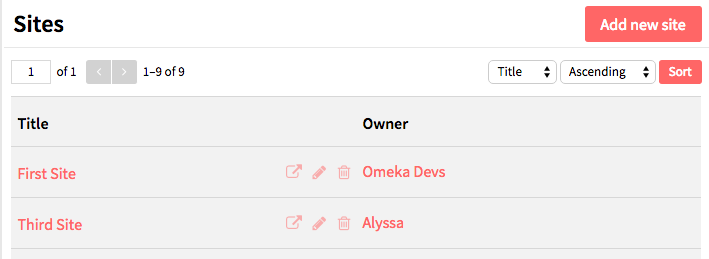 Sites
Add new site
1 of 1 < > 1–9 of 9
Title Ascending Sort
Title Owner
First Site Omeka Devs
Third Site Alyssa